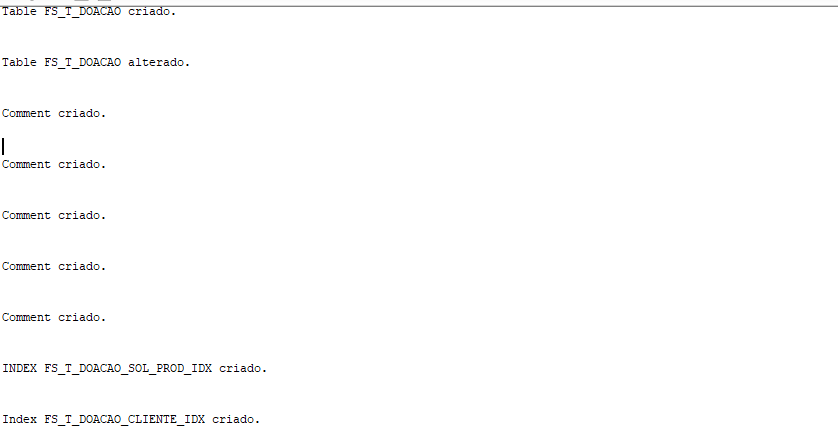 Table FS_T_DOACAO criado.
Table FS_T_DOACAO alterado.
Comment criado.
Comment criado.
Comment criado.
Comment criado.
Comment criado.
INDEX FS_T_DOACAO_SOL_PROD_IDX criado.
Index FS_T_DOACAO_CLIENTE_IDX criado.